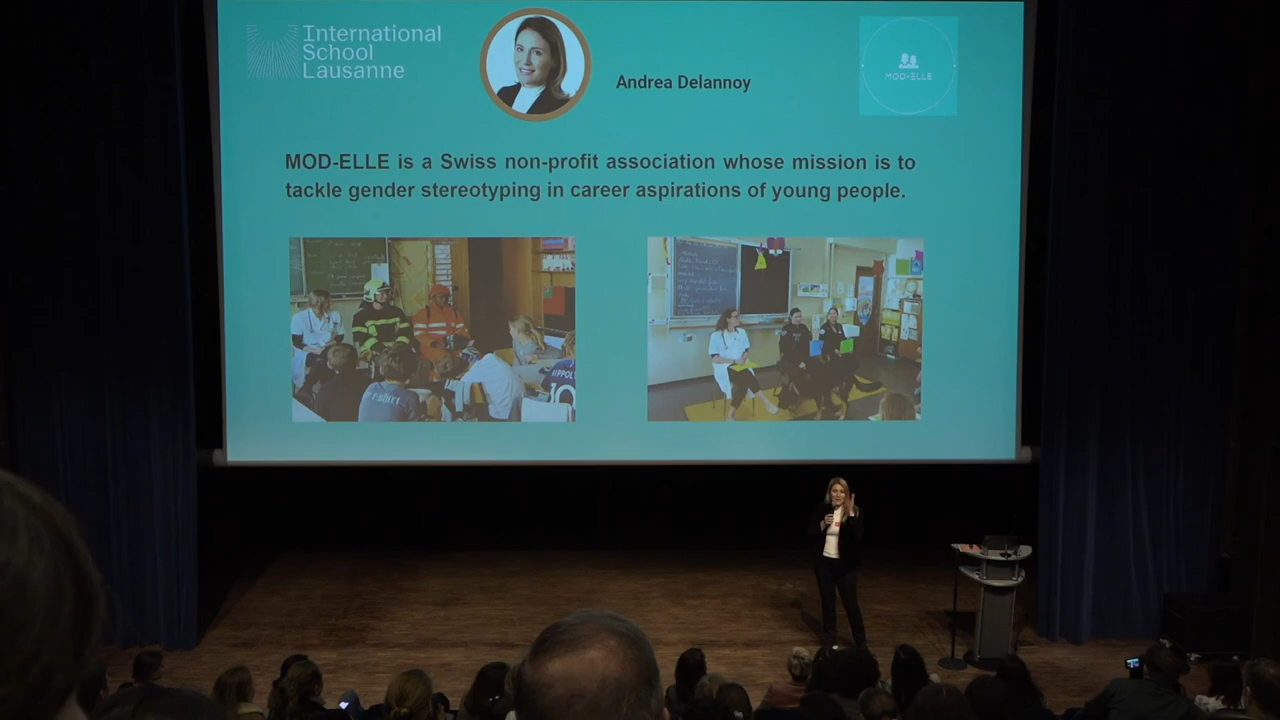 International
School
Lausanne
Andrea Delannoy
MOD-ELLE
MOD-ELLE is a Swiss non-profit association whose mission is to
tackle gender stereotyping in career aspirations of young people.
10